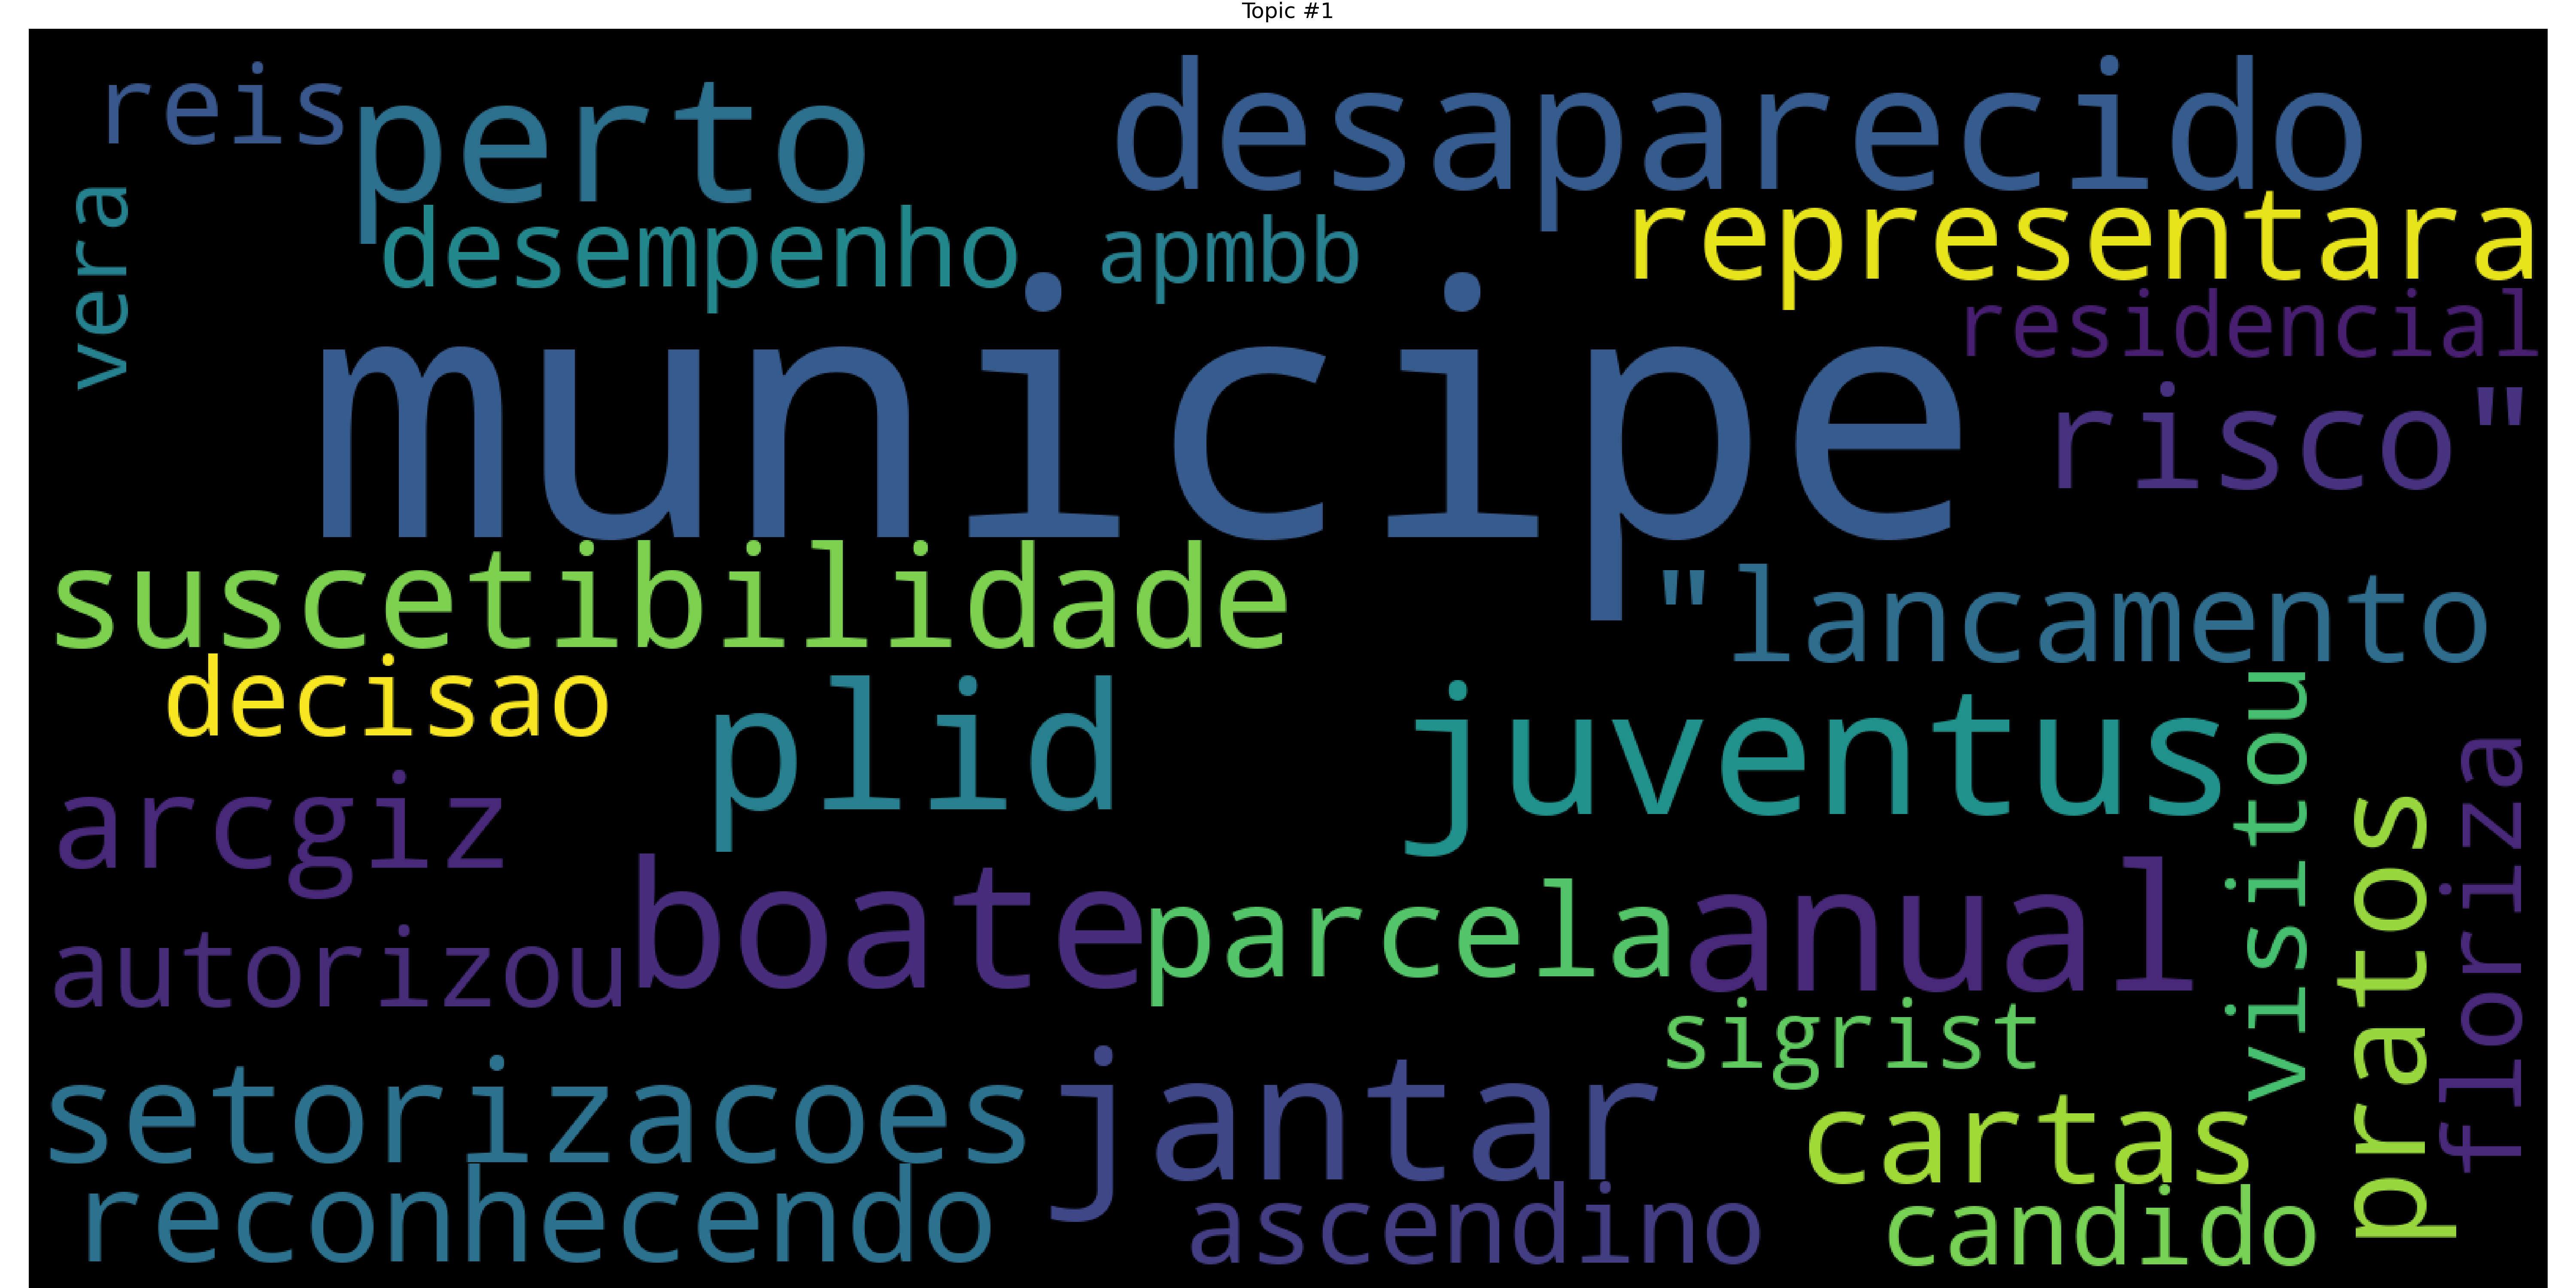 Topic #1
reis
perto
desaparecido
vera
desempenho
apmbb
representara
residencial
municipe
risco"
suscetibilidade
"lancamento
decisao
plid
juventus
visitou
arcgiz
boate
parcela
anual
pratos
floriza
autorizou
sigrist
setorizacoes
jantar
cartas
reconhecendo
ascendino
candido